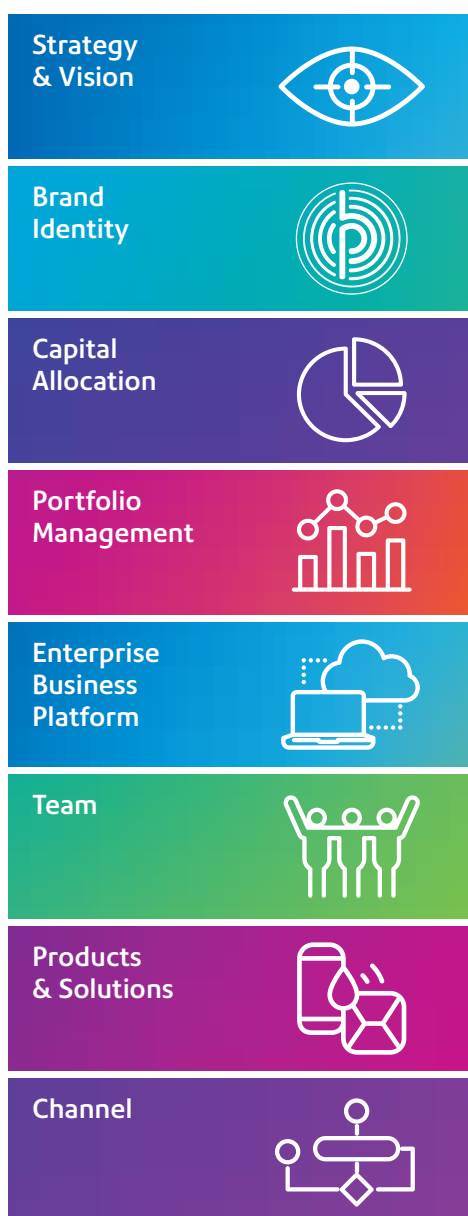 Strategy
& Vision
Brand
Identity
Capital
Allocation
Portfolio
Management
Enterprise
Business
Platform
Team
Products
& Solutions
Channel